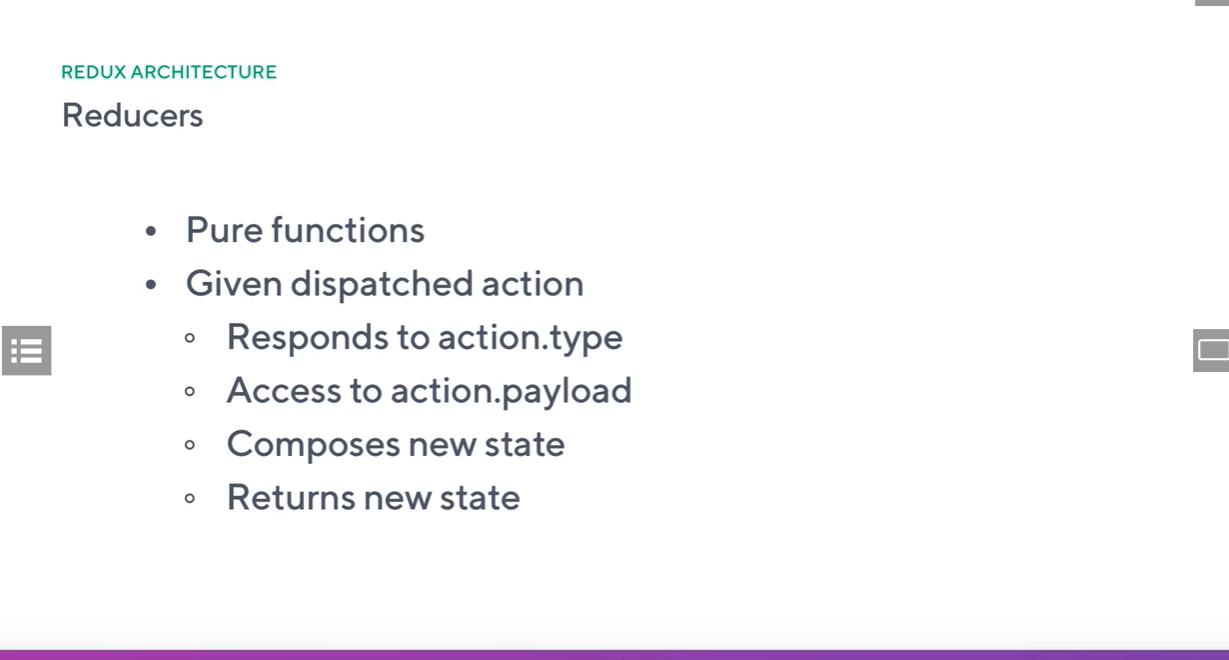 REDUX ARCHITECTURE
Reducers
• Pure functions
• Given dispatched action
◦ Responds to action.type
◦ Access to action.payload
◦ Composes new state
◦ Returns new state